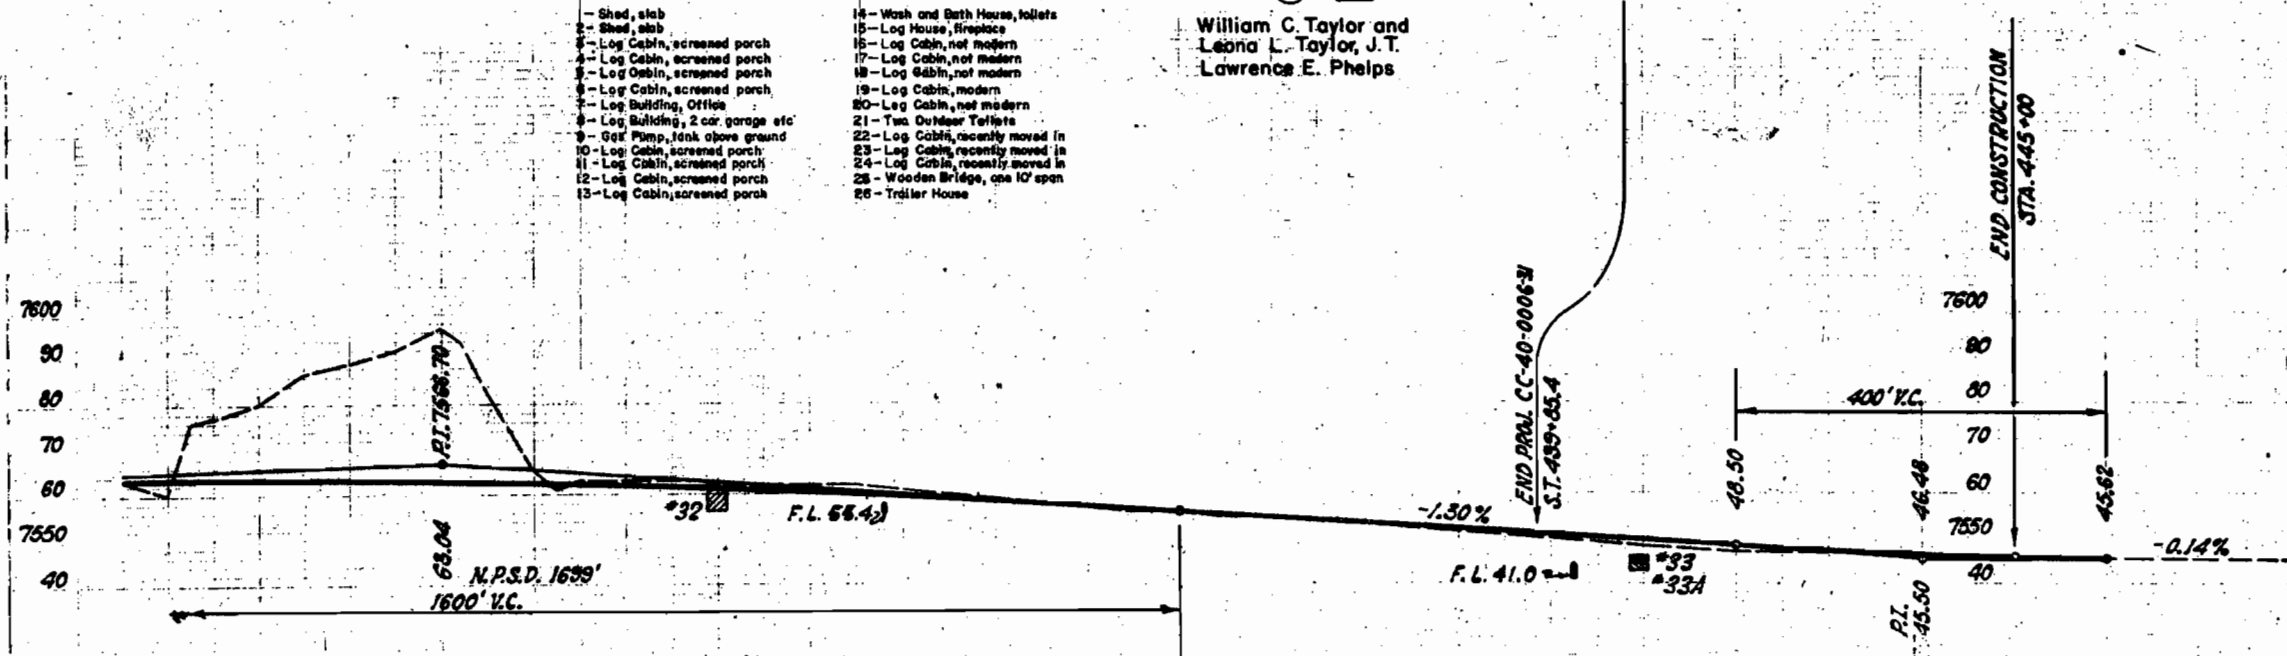 1 - Shed, slab
2 - Shed, slab
3 - Log Cabin, screened porch
4 - Log Cabin, screened porch
5 - Log Cabin, screened porch
6 - Log Cabin, screened porch
7 - Log Building, Office
8 - Log Building, 2 car garage etc
9 - Gas Pump, tank above ground
10 - Log Cabin, screened porch
11 - Log Cabin, screened porch
12 - Log Cabin, screened porch
13 - Log Cabin, screened porch
14 - Wash and Bath House, toilets
15 - Log House, fireplace
16 - Log Cabin, not modern
17 - Log Cabin, not modern
18 - Log Cabin, not modern
19 - Log Cabin, modern
20 - Log Cabin, not modern
21 - Two Outdoor Toilets
22 - Log Cabin, recently moved in
23 - Log Cabin, recently moved in
24 - Log Cabin, recently moved in
25 - Wooden Bridge, one 10' span
26 - Trailer House
William C. Taylor and
Leona L. Taylor, J.T.
Lawrence E. Phelps
END CONSTRUCTION
STA. 445+00
7600
90
80
70
60
7550
40
P.I. 7566.70
63.04
N.P.S.D. 1699'
1600' V.C.
#32
F.L.
-1.30%
END PROJ. CC-40-0006-31
S.T. 439+85.4
F.L. 41.0
#33
#33A
48.50
400' V.C.
46.48
P.I.
45.50
7600
90
80
70
60
7550
40
45.62
-0.14%